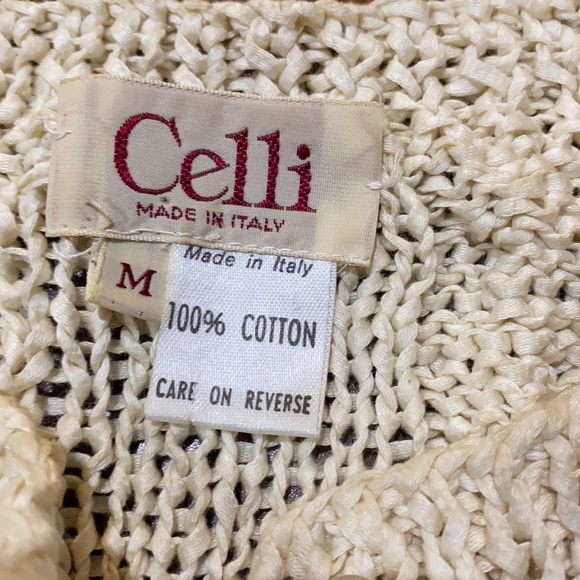 Celli
MADE IN ITALY
M
Made in Italy
100% COTTON
CARE ON REVERSE